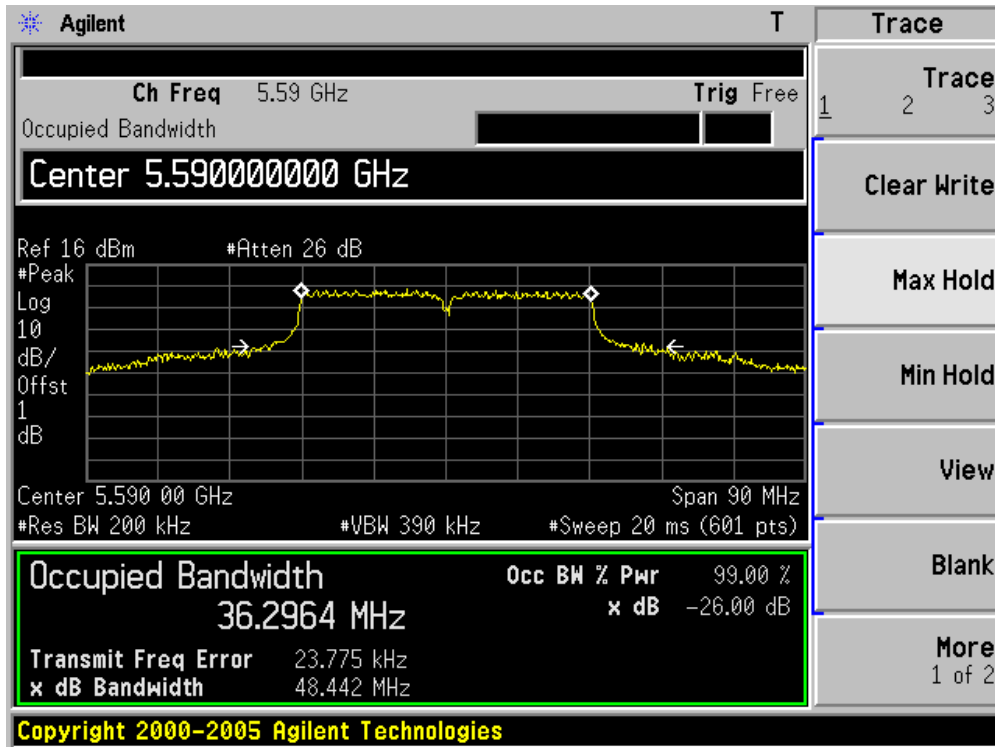 Agilent T
Ch Freq 5.59 GHz Trig Free
Occupied Bandwidth
Center 5.590000000 GHz
Ref 16 dBm #Atten 26 dB
#Peak
Log
10
dB/
Offst
1
dB
Center 5.590 00 GHz Span 90 MHz
#Res BW 200 kHz #VBW 390 kHz #Sweep 20 ms (601 pts)
Occupied Bandwidth
36.2964 MHz
Occ BW % Pwr 99.00 %
x dB -26.00 dB
Transmit Freq Error 23.775 kHz
x dB Bandwidth 48.442 MHz
Copyright 2000-2005 Agilent Technologies
Trace
Trace
1 2 3
Clear Write
Max Hold
Min Hold
View
Blank
More
1 of 2